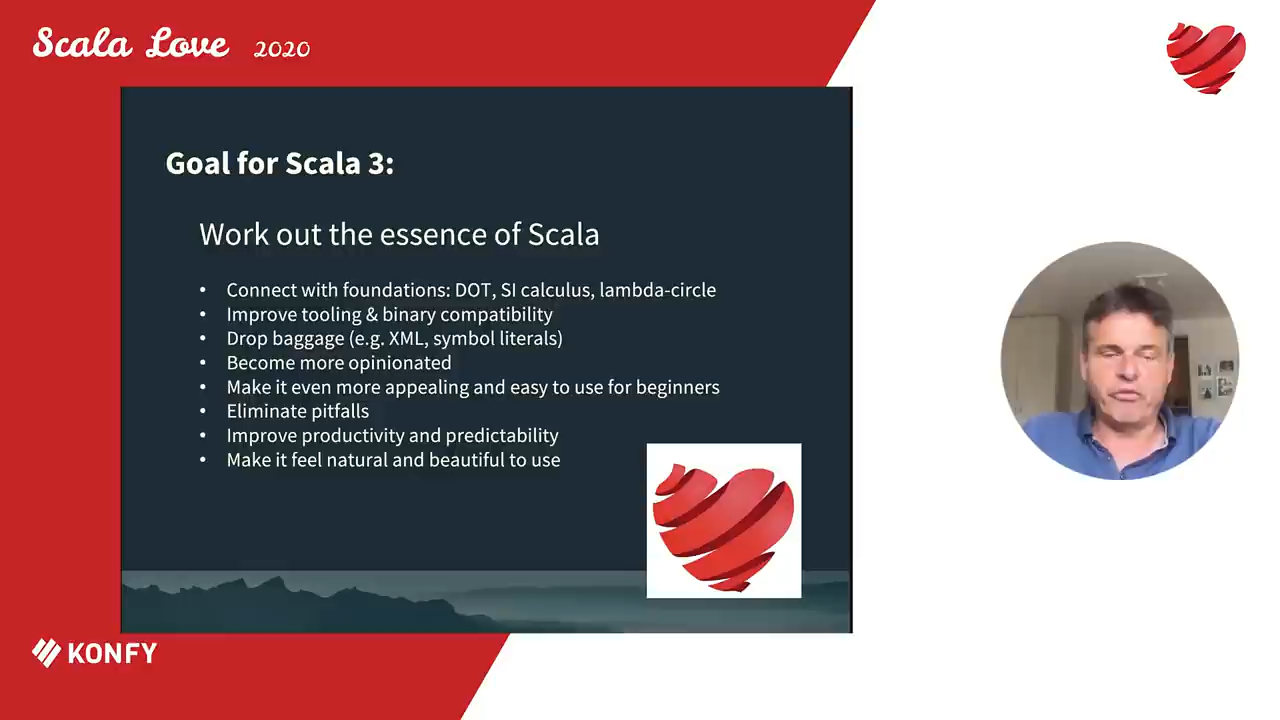 Scala Love 2020
Goal for Scala 3:
Work out the essence of Scala
• Connect with foundations: DOT, SI calculus, lambda-circle
• Improve tooling & binary compatibility
• Drop baggage (e.g. XML, symbol literals)
• Become more opinionated
• Make it even more appealing and easy to use for beginners
• Eliminate pitfalls
• Improve productivity and predictability
• Make it feel natural and beautiful to use
KONFY